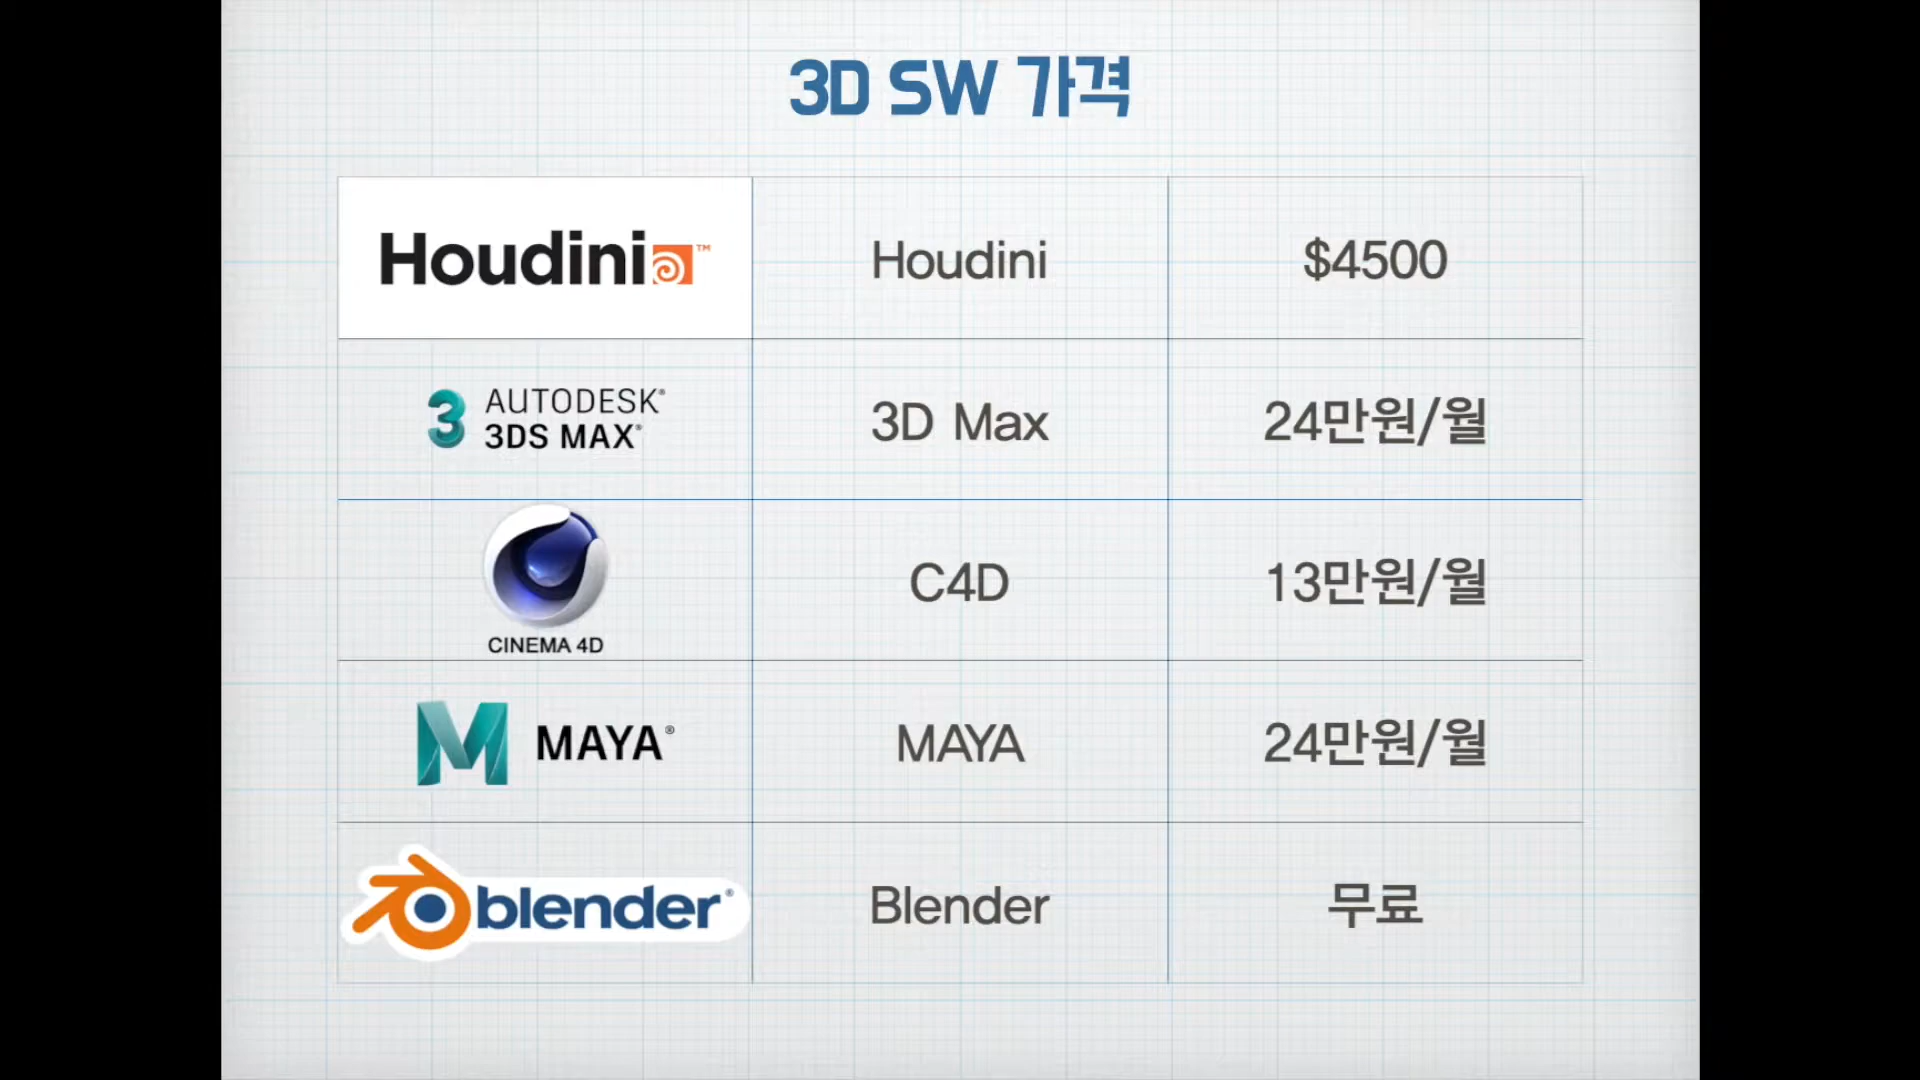 3D SW 가격
Houdini™ Houdini $4500
AUTODESK®
3DS MAX® 3D Max 24만원/월
CINEMA 4D C4D 13만원/월
MAYA® MAYA 24만원/월
blender® Blender 무료